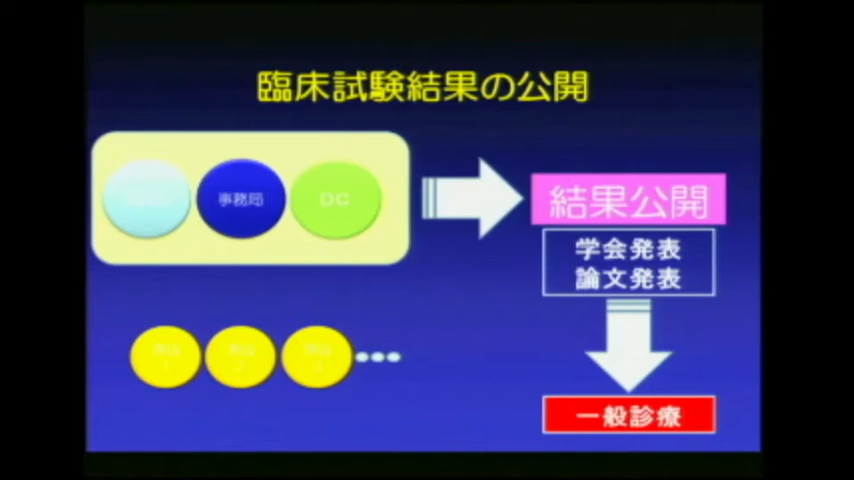 臨床試験結果の公開
事務局
DC
結果公開
学会発表
論文発表
一般診療